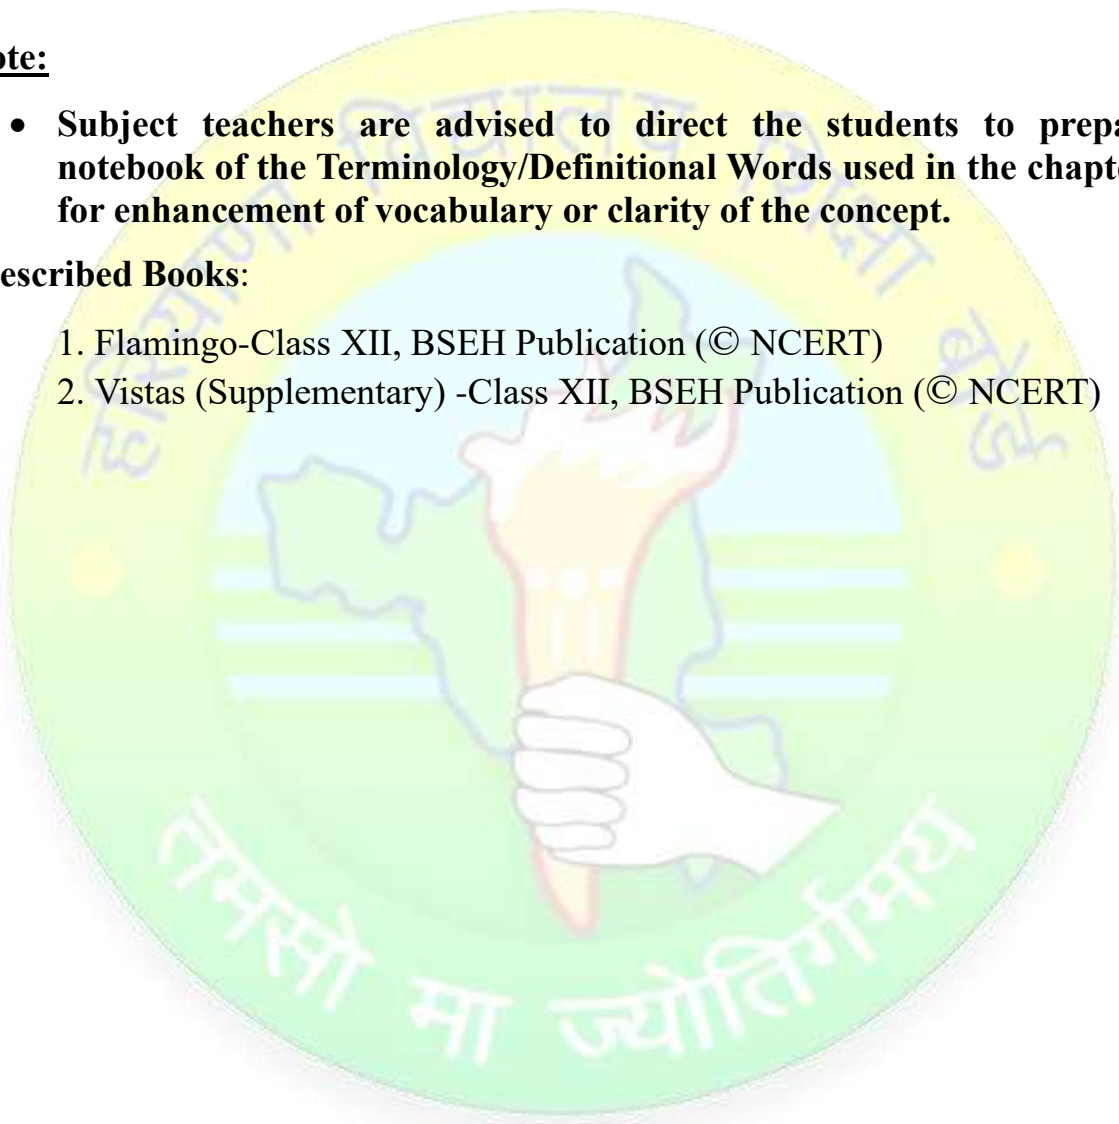 ote:
• Subject teachers are advised to direct the students to prepa
notebook of the Terminology/Definitional Words used in the chapte
for enhancement of vocabulary or clarity of the concept.
escribed Books:
1. Flamingo-Class XII, BSEH Publication (© NCERT)
2. Vistas (Supplementary) -Class XII, BSEH Publication (© NCERT)
हरियाणा विद्यालय शिक्षा बोर्ड
तमसो मा ज्योतिर्गमय